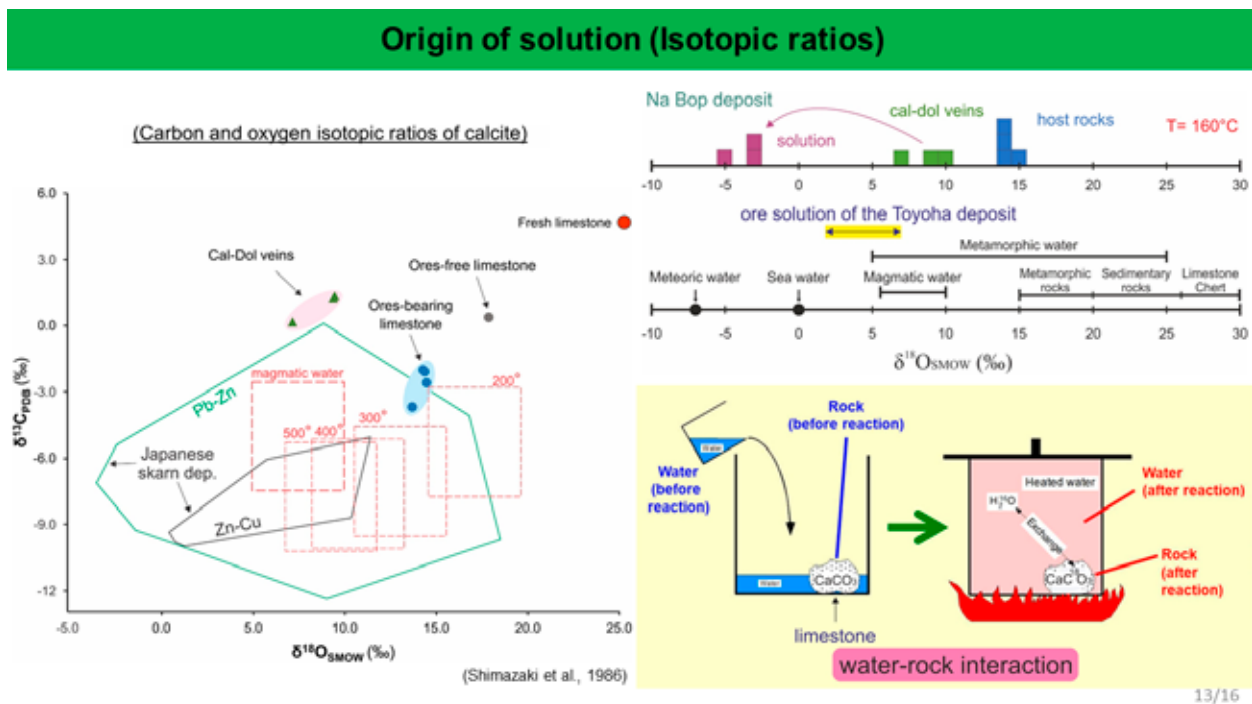 Origin of solution (Isotopic ratios)
(Carbon and oxygen isotopic ratios of calcite)
6.0
3.0
0.0
-3.0
-6.0
-9.0
-12
δ¹³C_PDB (‰)
-5.0
0.0
5.0
10.0
15.0
20.0
25.0
δ¹⁸O_SMOW (‰)
Fresh limestone
Cal-Dol veins
Ores-free limestone
Ores-bearing
limestone
magmatic water
200°
Pb-Zn
300°
500°
400°
Japanese
skarn dep.
Zn-Cu
(Shimazaki et al., 1986)
Na Bop deposit
cal-dol veins
host rocks
T= 160°C
solution
-10
-5
0
5
10
15
20
25
30
ore solution of the Toyoha deposit
Metamorphic water
Meteoric water
Sea water
Magmatic water
Metamorphic
rocks
Sedimentary
rocks
Limestone
Chert
-10
-5
0
5
10
15
20
25
30
δ¹⁸O_SMOW (‰)
Water
Water
(before
reaction)
Rock
(before reaction)
Water
CaCO₃
limestone
Heated water
H₂¹⁸O
Exchange
CaC¹⁸O₃
Water
(after reaction)
Rock
(after
reaction)
water-rock interaction
13/16